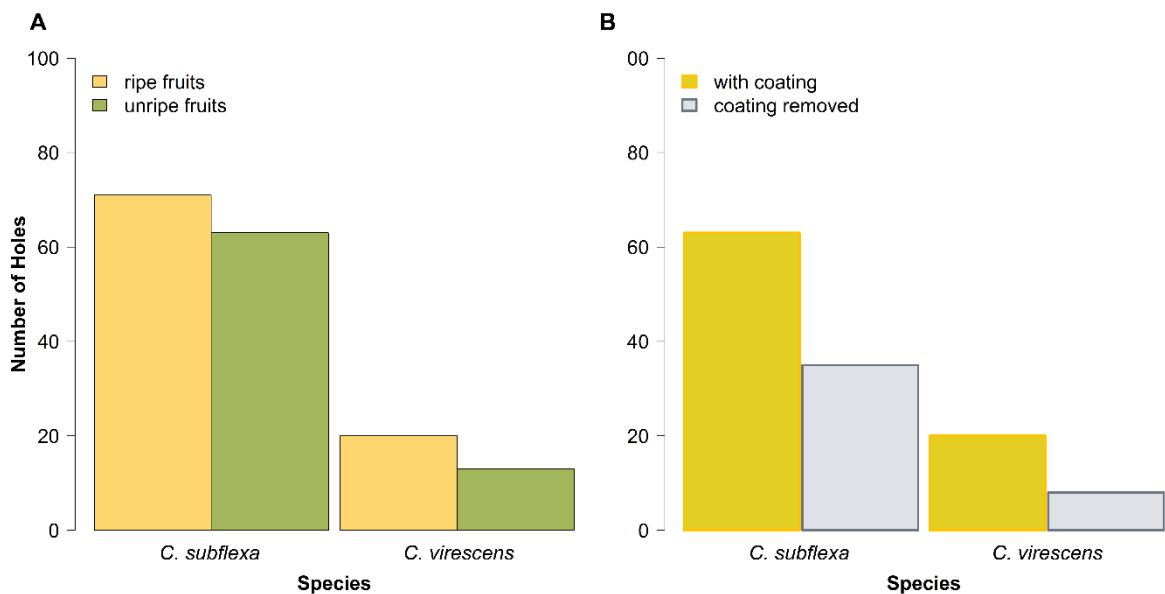 A
100
80
60
40
20
0
Number of Holes
ripe fruits
unripe fruits
C. subflexa
C. virescens
Species
B
00
80
60
40
20
0
with coating
coating removed
C. subflexa
C. virescens
Species